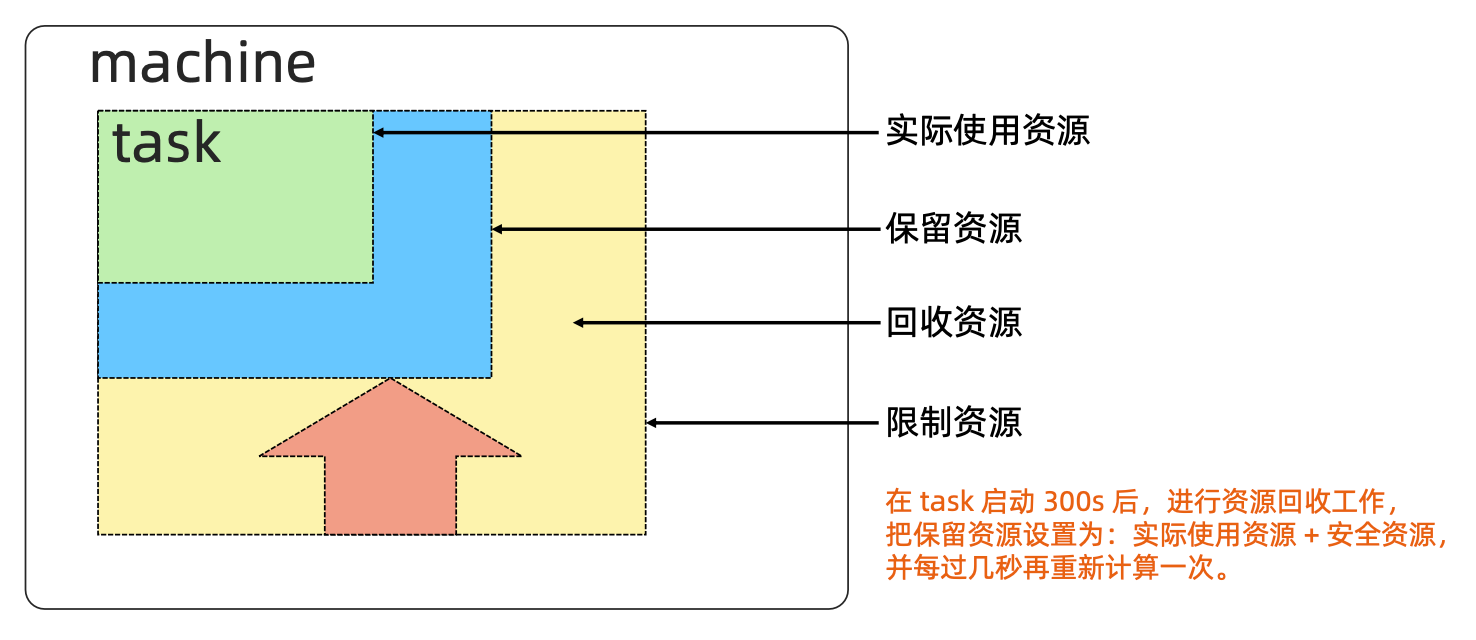 machine
task
实际使用资源
保留资源
回收资源
限制资源
在 task 启动 300s 后，进行资源回收工作，
把保留资源设置为：实际使用资源 + 安全资源，
并每过几秒再重新计算一次。